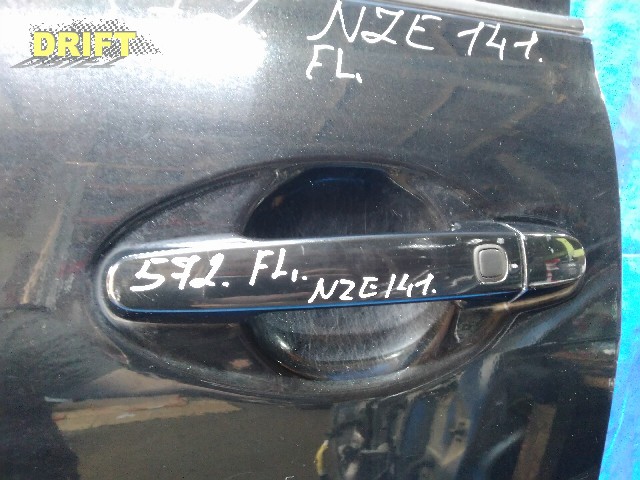 DRIFT
NZE 141.
FL.
572. FL.
NZE141.